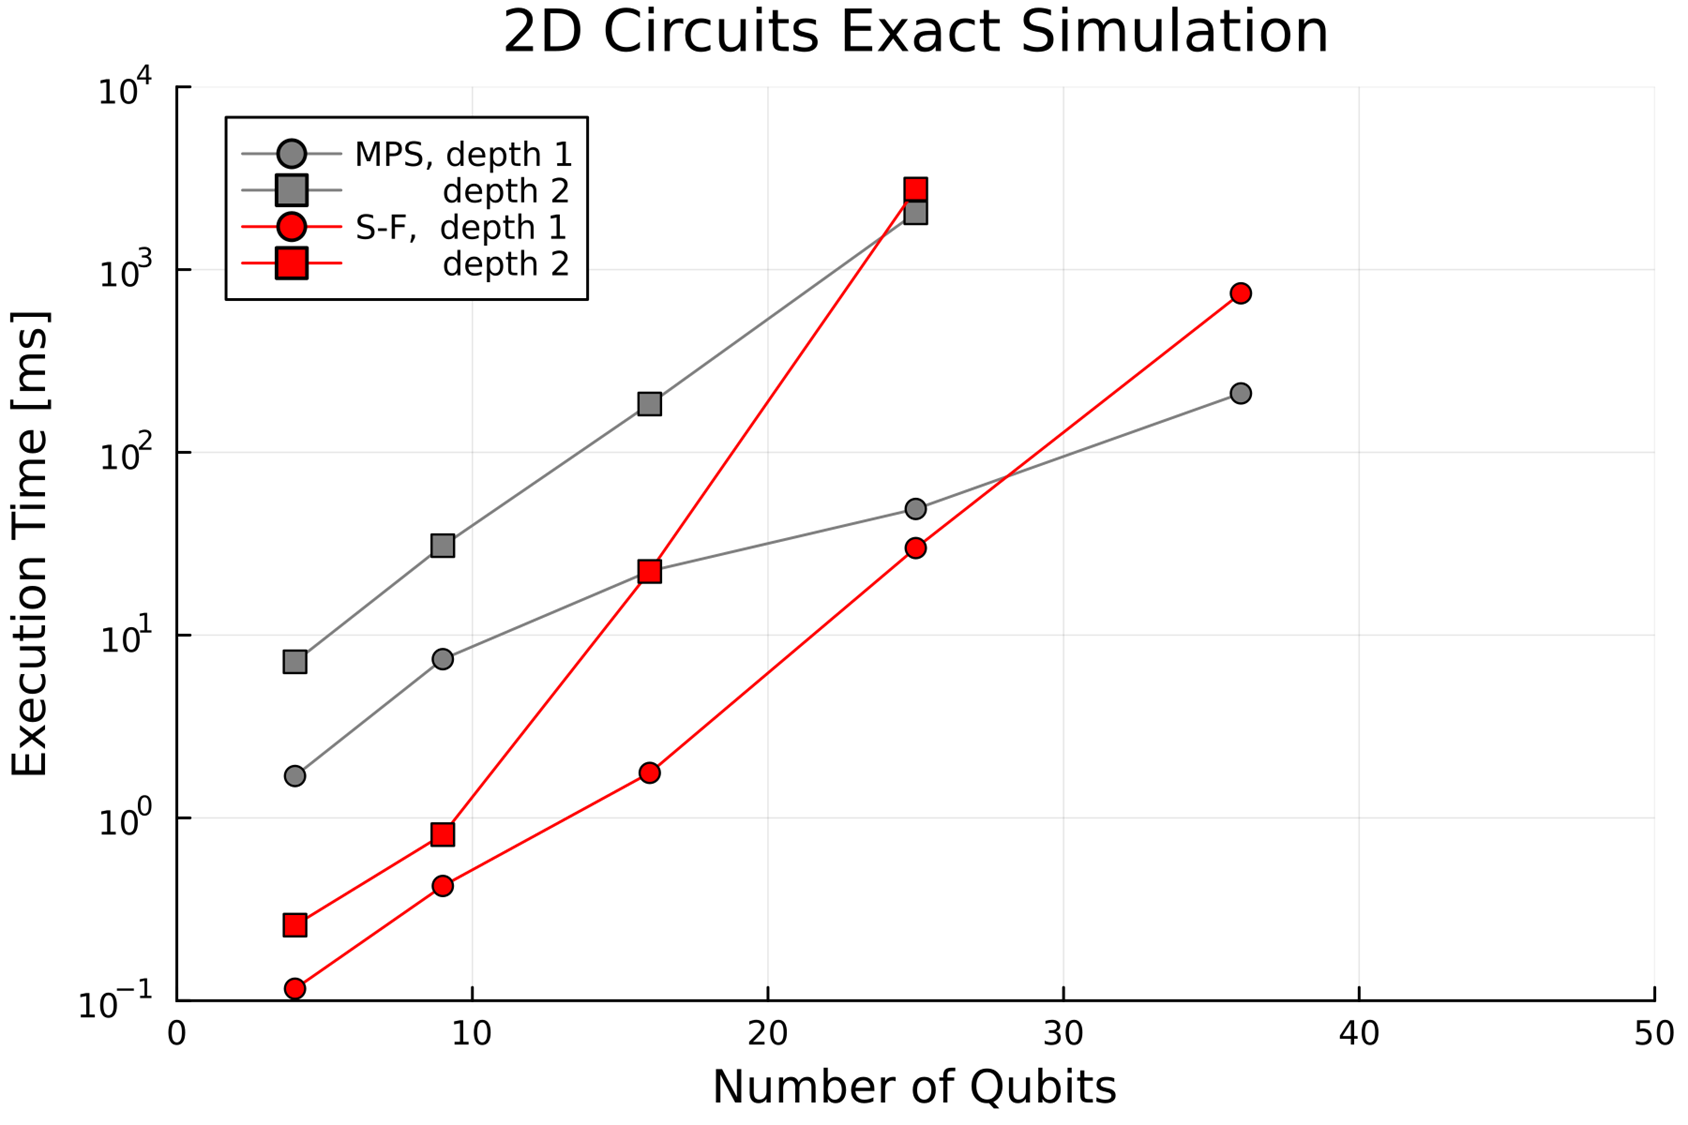 2D Circuits Exact Simulation
10^4
10^3
10^2
10^1
10^0
10^−1
Execution Time [ms]
MPS, depth 1
depth 2
S-F, depth 1
depth 2
0 10 20 30 40 50
Number of Qubits